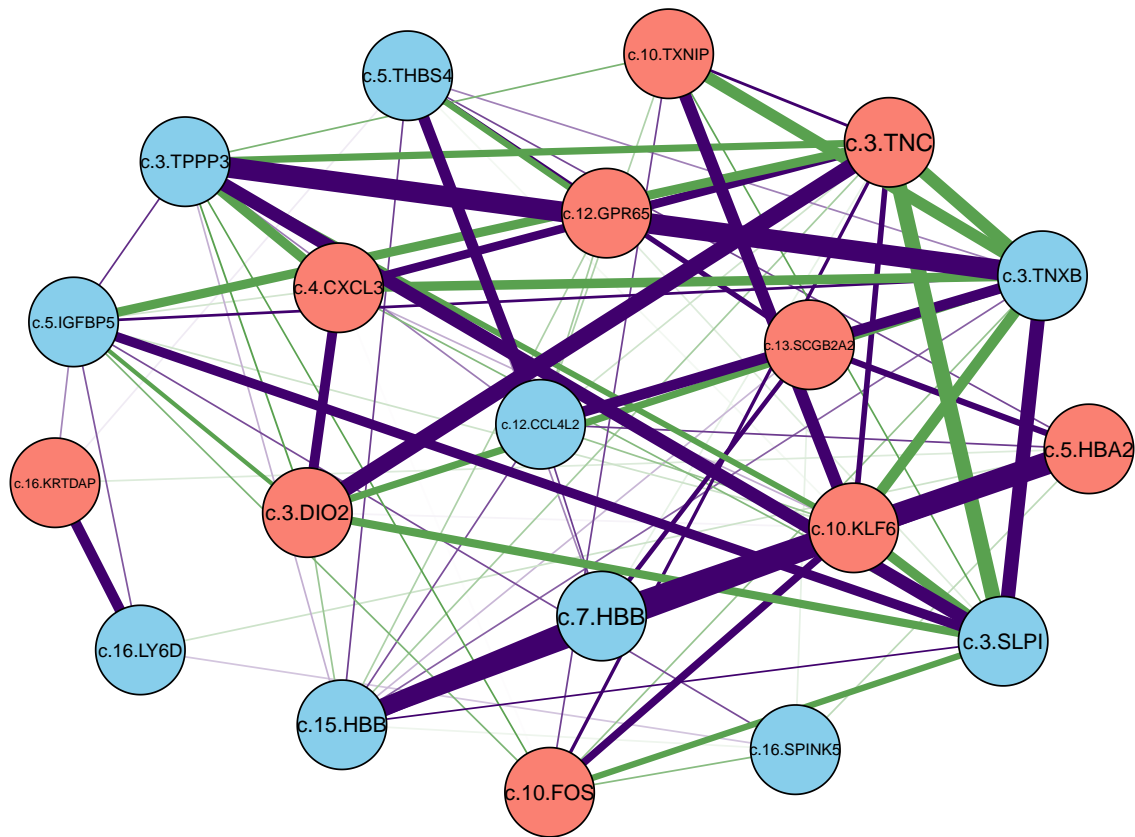 c.10.TXNIP
c.5.THBS4
c.3.TNC
c.3.TPPP3
c.12.GPR65
c.3.TNXB
c.4.CXCL3
c.5.IGFBP5
c.13.SCGB2A2
c.12.CCL4L2
c.5.HBA2
c.16.KRTDAP
c.3.DIO2
c.10.KLF6
c.7.HBB
c.3.SLPI
c.16.LY6D
c.15.HBB
c.16.SPINK5
c.10.FOS